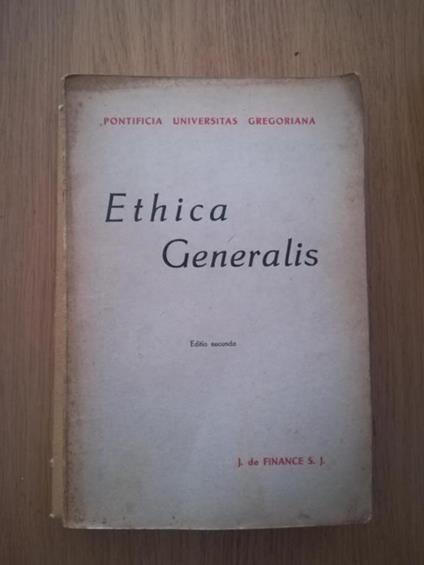 PONTIFICIA UNIVERSITAS GREGORIANA
Ethica
Generalis
Editio secunda
J. de FINANCE S. J.